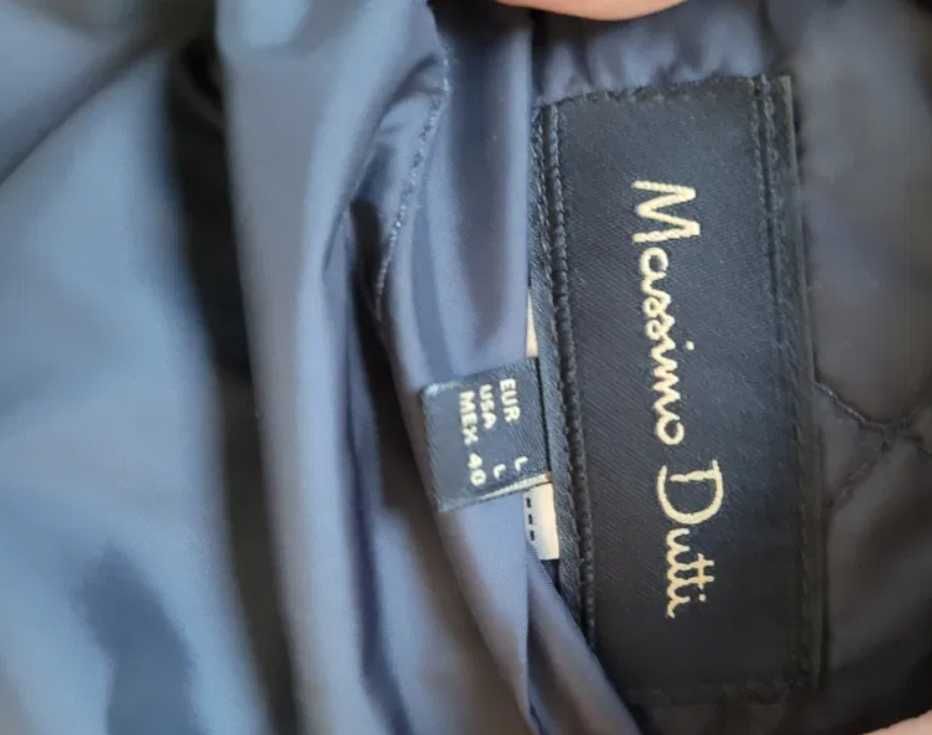 Massimo Dutti
EUR L
USA L
MEX 40